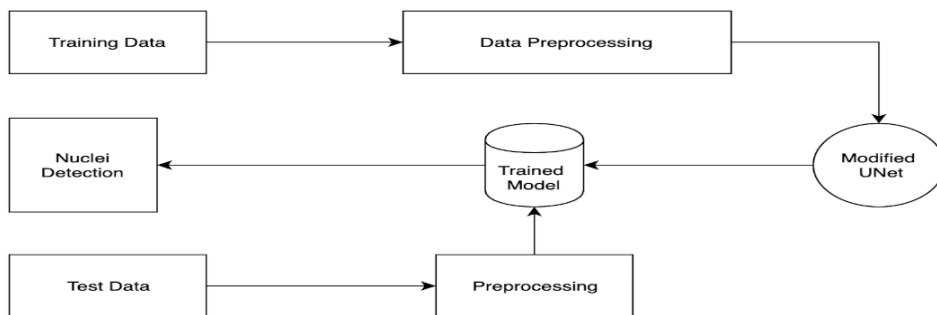 Training Data
Data Preprocessing
Nuclei
Detection
Trained
Model
Modified
UNet
Test Data
Preprocessing